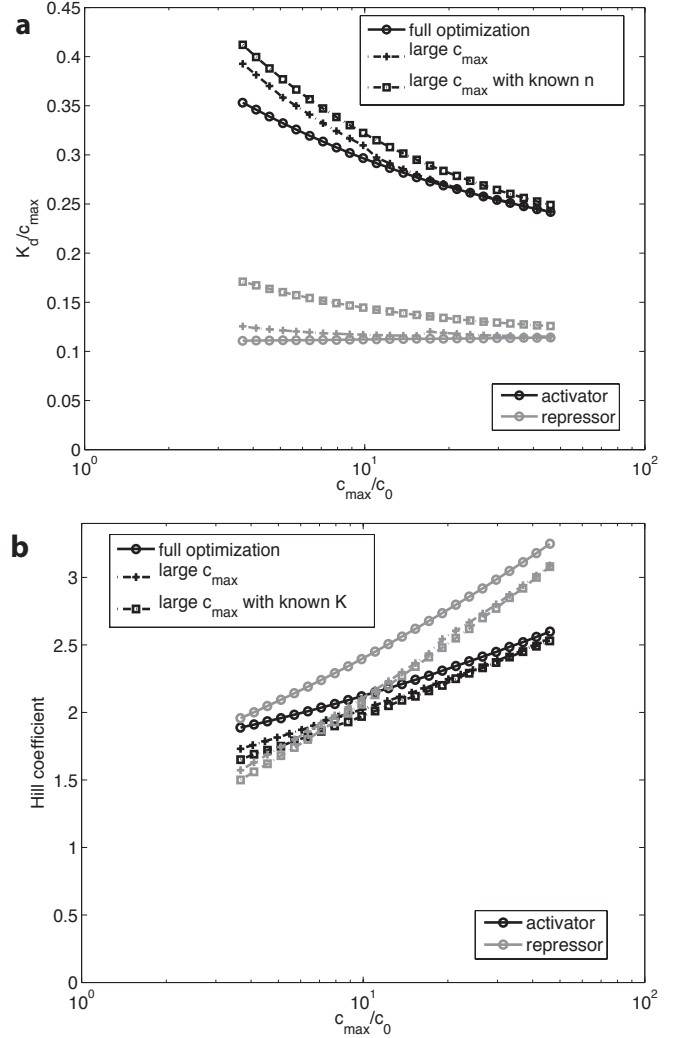 a
0.45
0.4
0.35
0.3
0.25
0.2
0.15
0.1
0.05
0
K_d/c_max
full optimization
large c_max
large c_max with known n
activator
repressor
10^0
10^1
10^2
c_max/c_0
b
3
2.5
2
1.5
1
0.5
0
Hill coefficient
full optimization
large c_max
large c_max with known K
activator
repressor
10^0
10^1
10^2
c_max/c_0